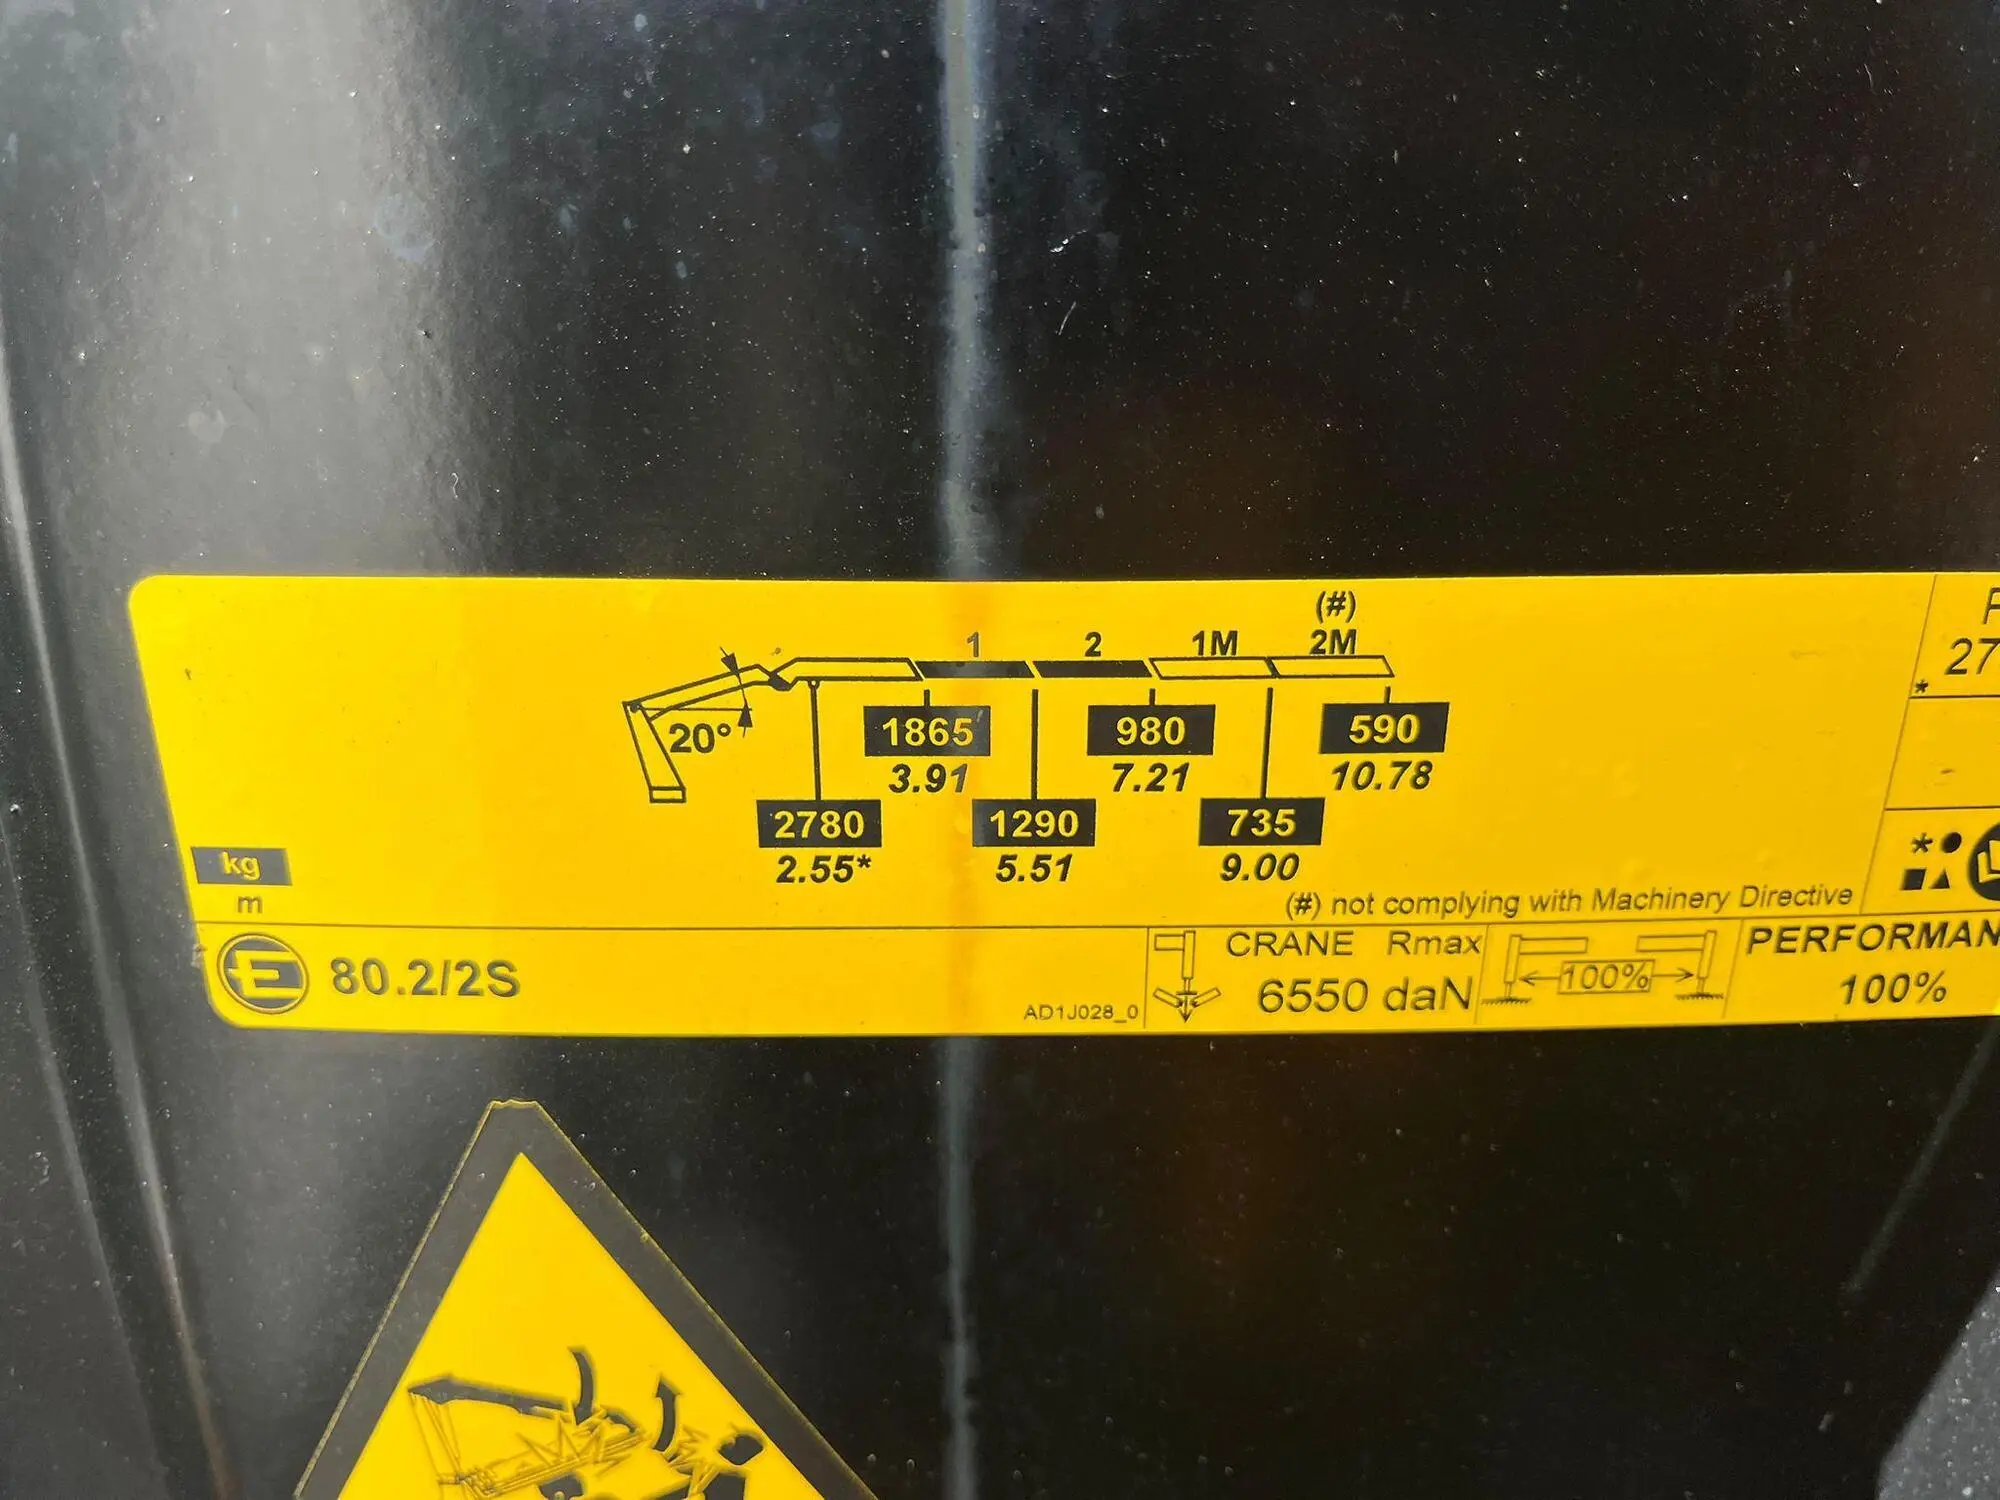 (#)
1 2 1M 2M
20°
1865 980 590
3.91 7.21 10.78
2780 1290 735
2.55* 5.51 9.00
kg
m
(#) not complying with Machinery Directive
* 27
80.2/2S
AD1J028_0
CRANE Rmax
6550 daN
100%
PERFORMAN
100%